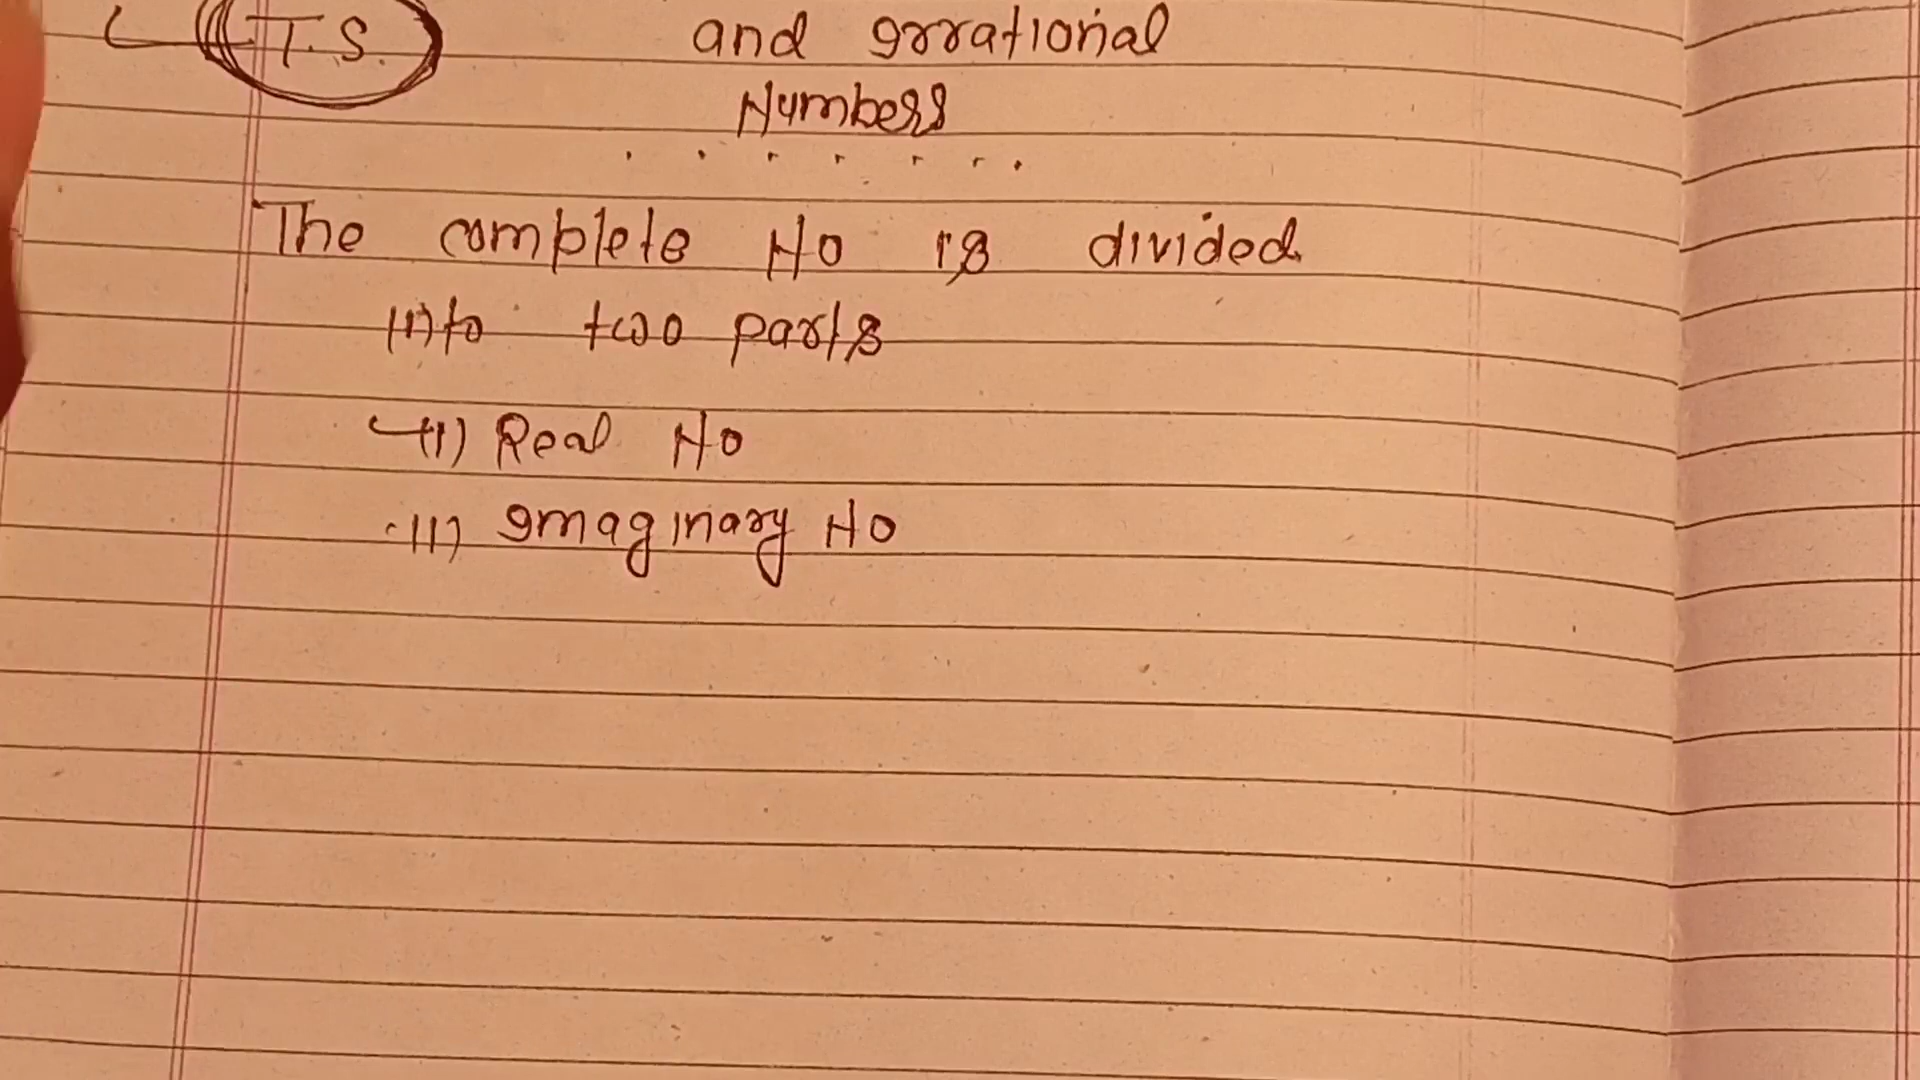 T.S. and Irrational
Numbers
The complete No is divided
into two parts
(i) Real No
(ii) Imaginary No